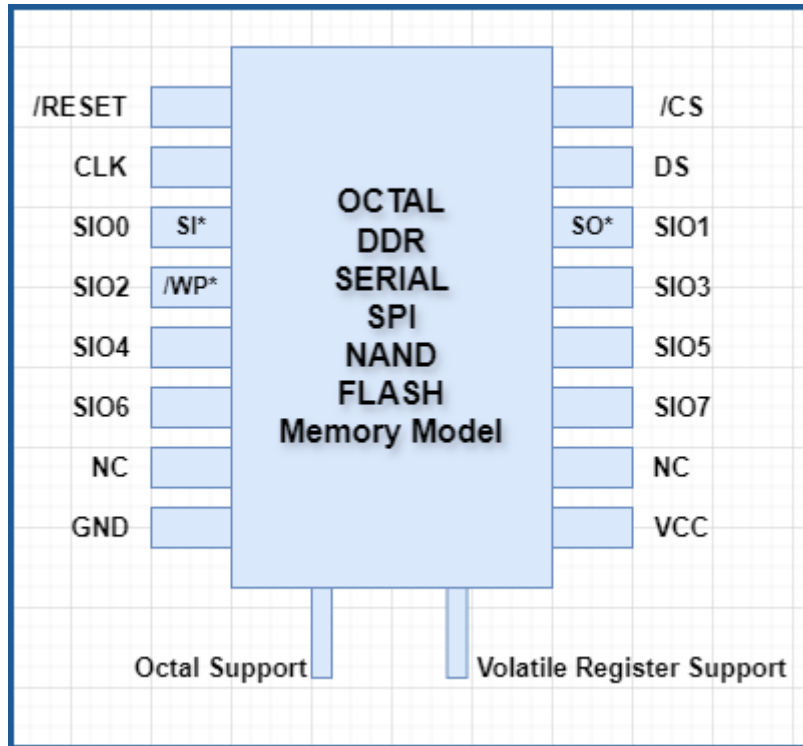 /RESET /CS
CLK DS
SIO0 SI* SO* SIO1
SIO2 /WP* SIO3
SIO4 SIO5
SIO6 SIO7
NC NC
GND VCC
OCTAL
DDR
SERIAL
SPI
NAND
FLASH
Memory Model
Octal Support
Volatile Register Support